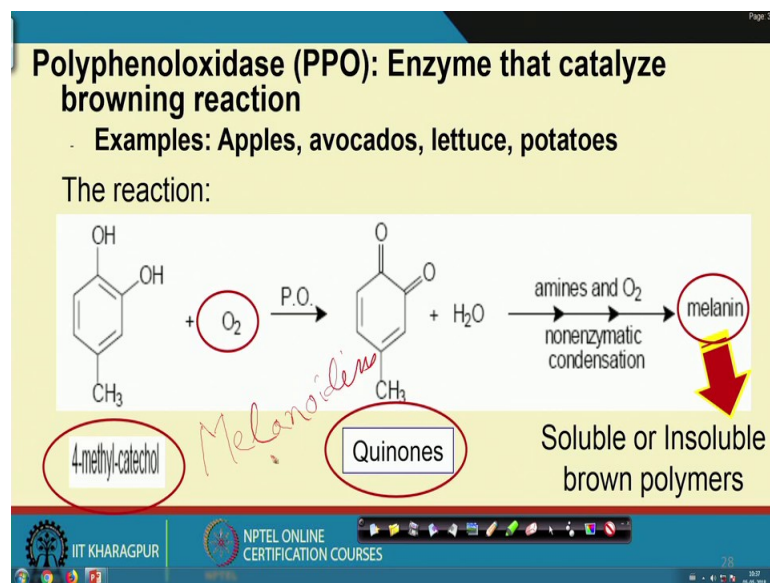 Page: 3
Polyphenoloxidase (PPO): Enzyme that catalyze
browning reaction
- Examples: Apples, avocados, lettuce, potatoes
The reaction:
OH
OH
CH₃
+ O₂
P.O.
O
O
CH₃
+ H₂O
amines and O₂
nonenzymatic
condensation
melanin
Melanoidins
4-methyl-catechol
Quinones
Soluble or Insoluble
brown polymers
IIT KHARAGPUR
NPTEL ONLINE
CERTIFICATION COURSES
28
10:37